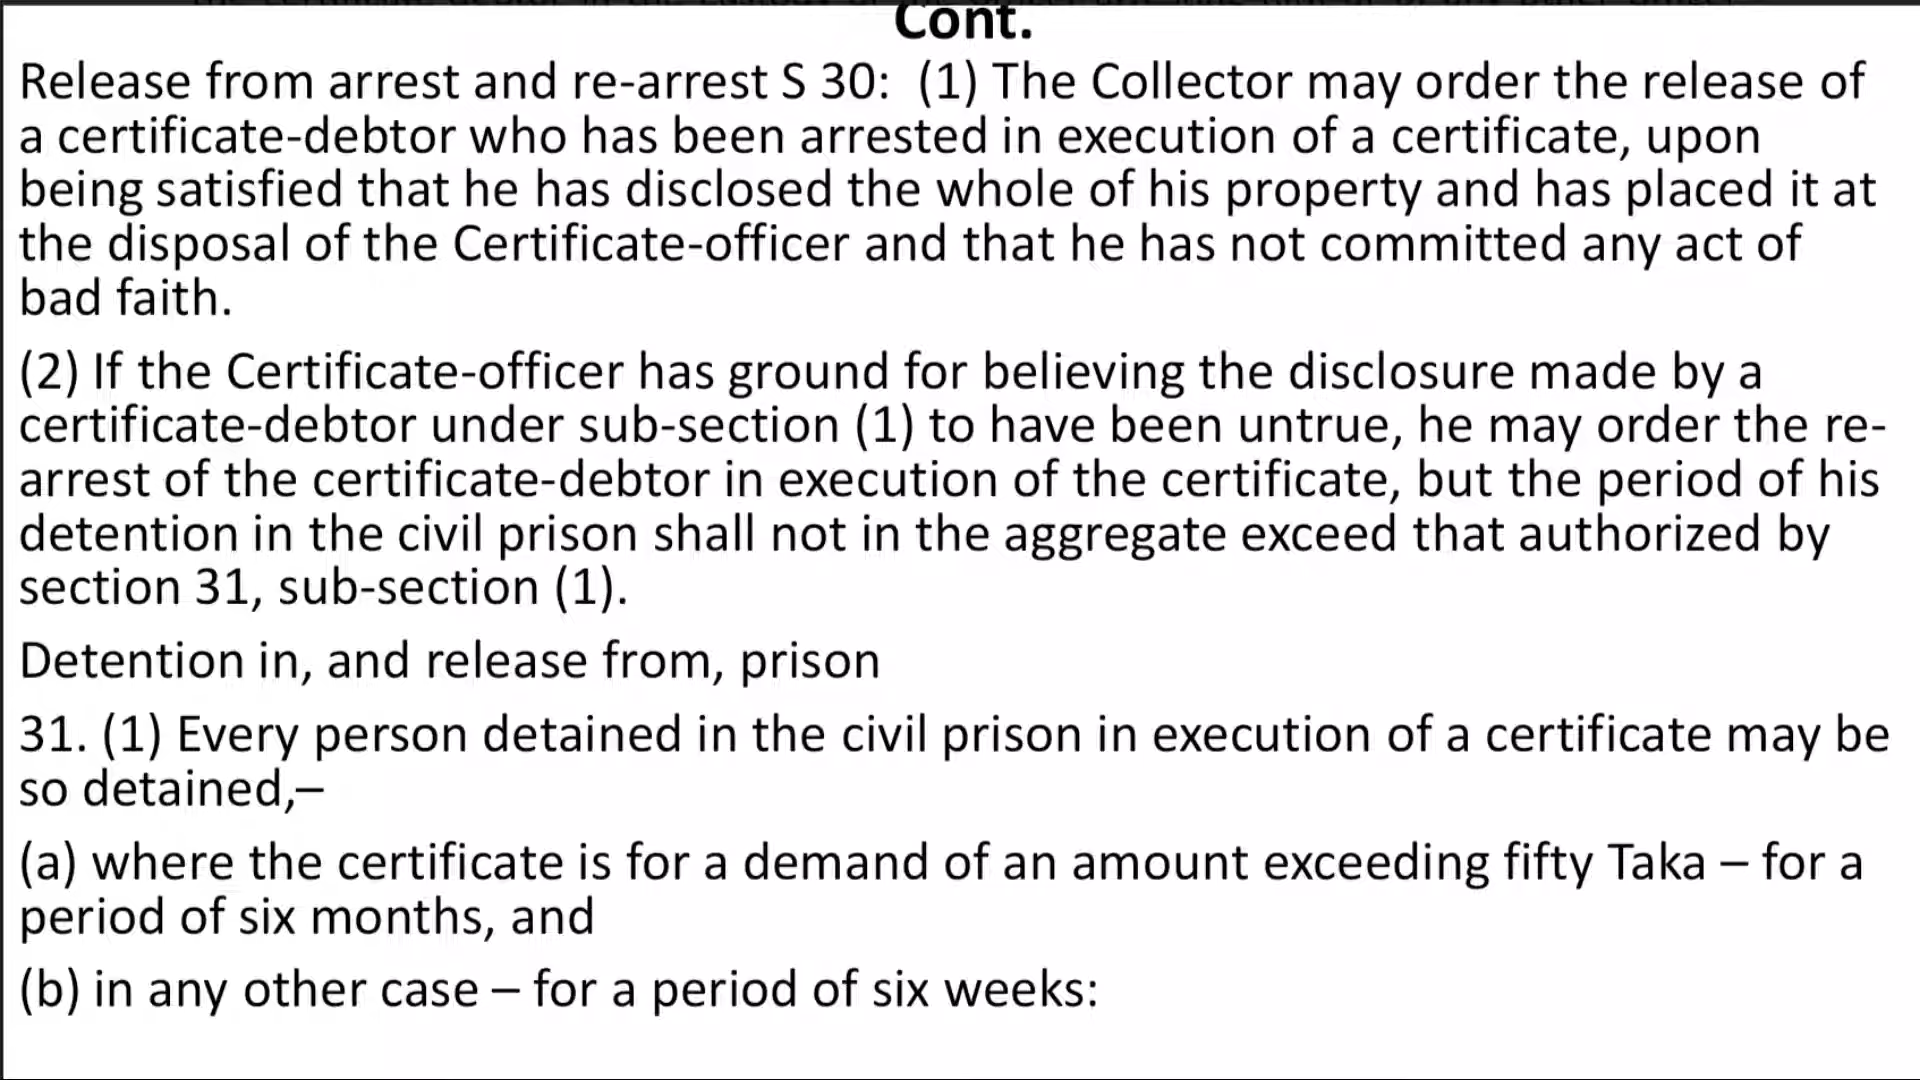 Cont.
Release from arrest and re-arrest S 30:  (1) The Collector may order the release of
a certificate-debtor who has been arrested in execution of a certificate, upon
being satisfied that he has disclosed the whole of his property and has placed it at
the disposal of the Certificate-officer and that he has not committed any act of
bad faith.
(2) If the Certificate-officer has ground for believing the disclosure made by a
certificate-debtor under sub-section (1) to have been untrue, he may order the re-
arrest of the certificate-debtor in execution of the certificate, but the period of his
detention in the civil prison shall not in the aggregate exceed that authorized by
section 31, sub-section (1).
Detention in, and release from, prison
31. (1) Every person detained in the civil prison in execution of a certificate may be
so detained,–
(a) where the certificate is for a demand of an amount exceeding fifty Taka – for a
period of six months, and
(b) in any other case – for a period of six weeks: